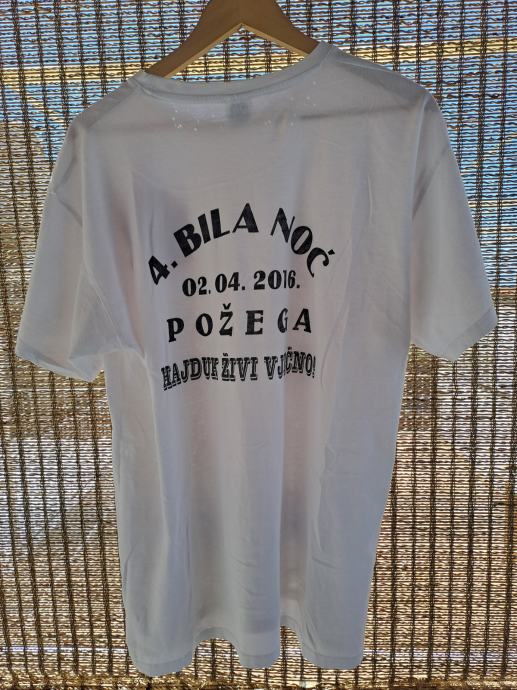 4. BILA NOĆ
02.04.2016.
POŽEGA
HAJDUK ŽIVI VJEČNO!